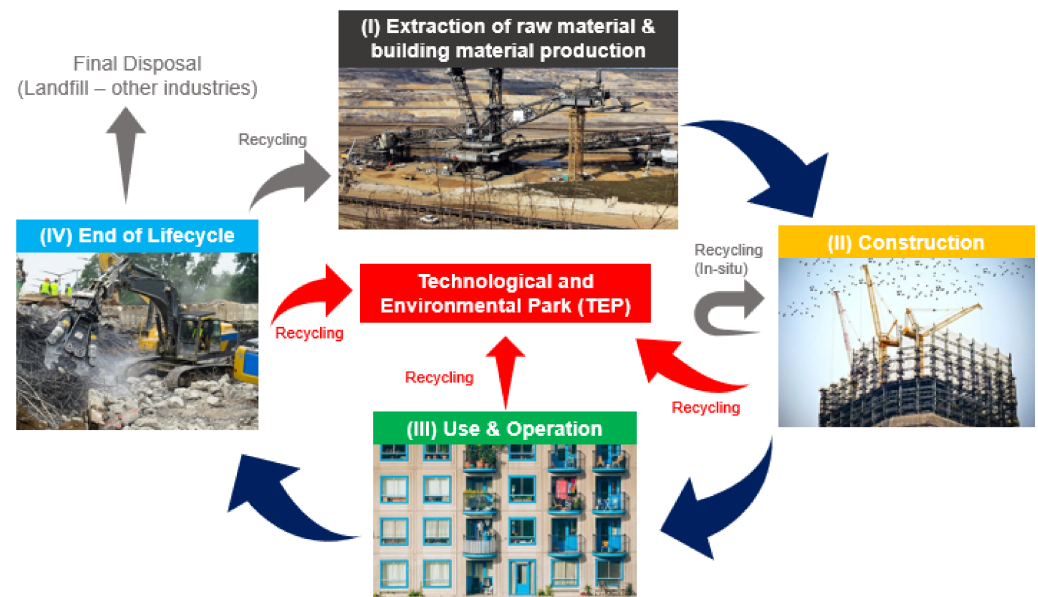 (I) Extraction of raw material &
building material production
Final Disposal
(Landfill – other industries)
Recycling
(IV) End of Lifecycle
(II) Construction
Recycling
(In-situ)
Technological and
Environmental Park (TEP)
Recycling
Recycling
Recycling
(III) Use & Operation